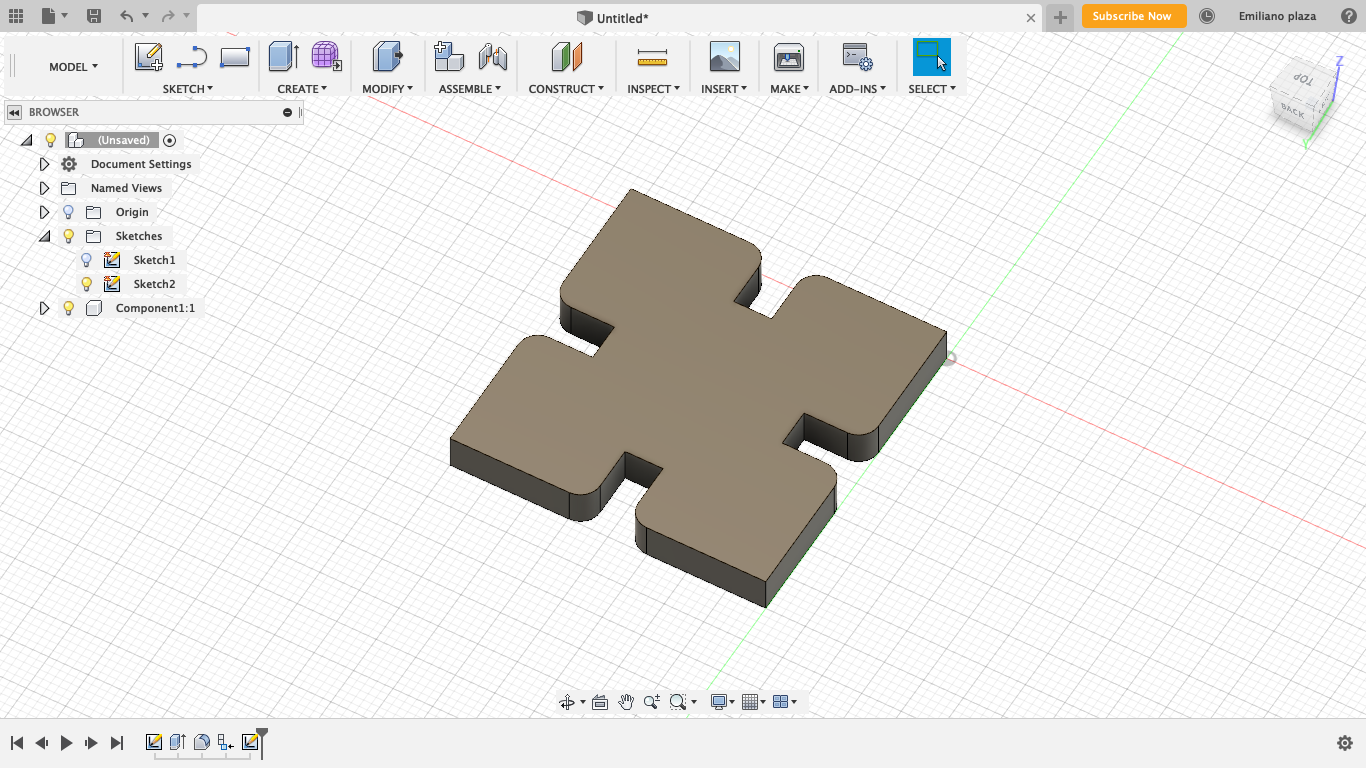 Untitled*
Subscribe Now
Emiliano plaza
MODEL
SKETCH
CREATE
MODIFY
ASSEMBLE
CONSTRUCT
INSPECT
INSERT
MAKE
ADD-INS
SELECT
BROWSER
(Unsaved)
Document Settings
Named Views
Origin
Sketches
Sketch1
Sketch2
Component1:1
TOP
BACK
Z
Y